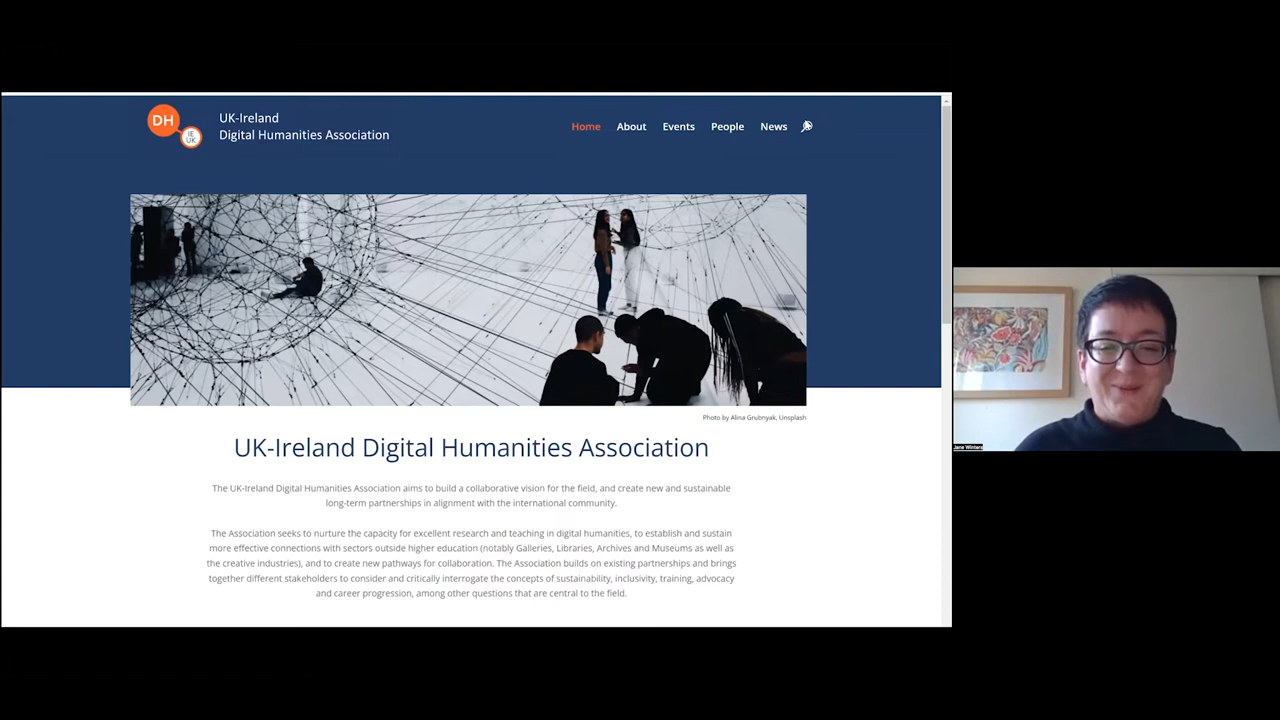 DH
IE
UK
UK-Ireland
Digital Humanities Association
Home
About
Events
People
News
Photo by Alina Grubnyak, Unsplash
UK-Ireland Digital Humanities Association
The UK-Ireland Digital Humanities Association aims to build a collaborative vision for the field, and create new and sustainable
long-term partnerships in alignment with the international community.
The Association seeks to nurture the capacity for excellent research and teaching in digital humanities, to establish and sustain
more effective connections with sectors outside higher education (notably Galleries, Libraries, Archives and Museums as well as
the creative industries), and to create new pathways for collaboration. The Association builds on existing partnerships and brings
together different stakeholders to consider and critically interrogate the concepts of sustainability, inclusivity, training, advocacy
and career progression, among other questions that are central to the field.
Jane Winters